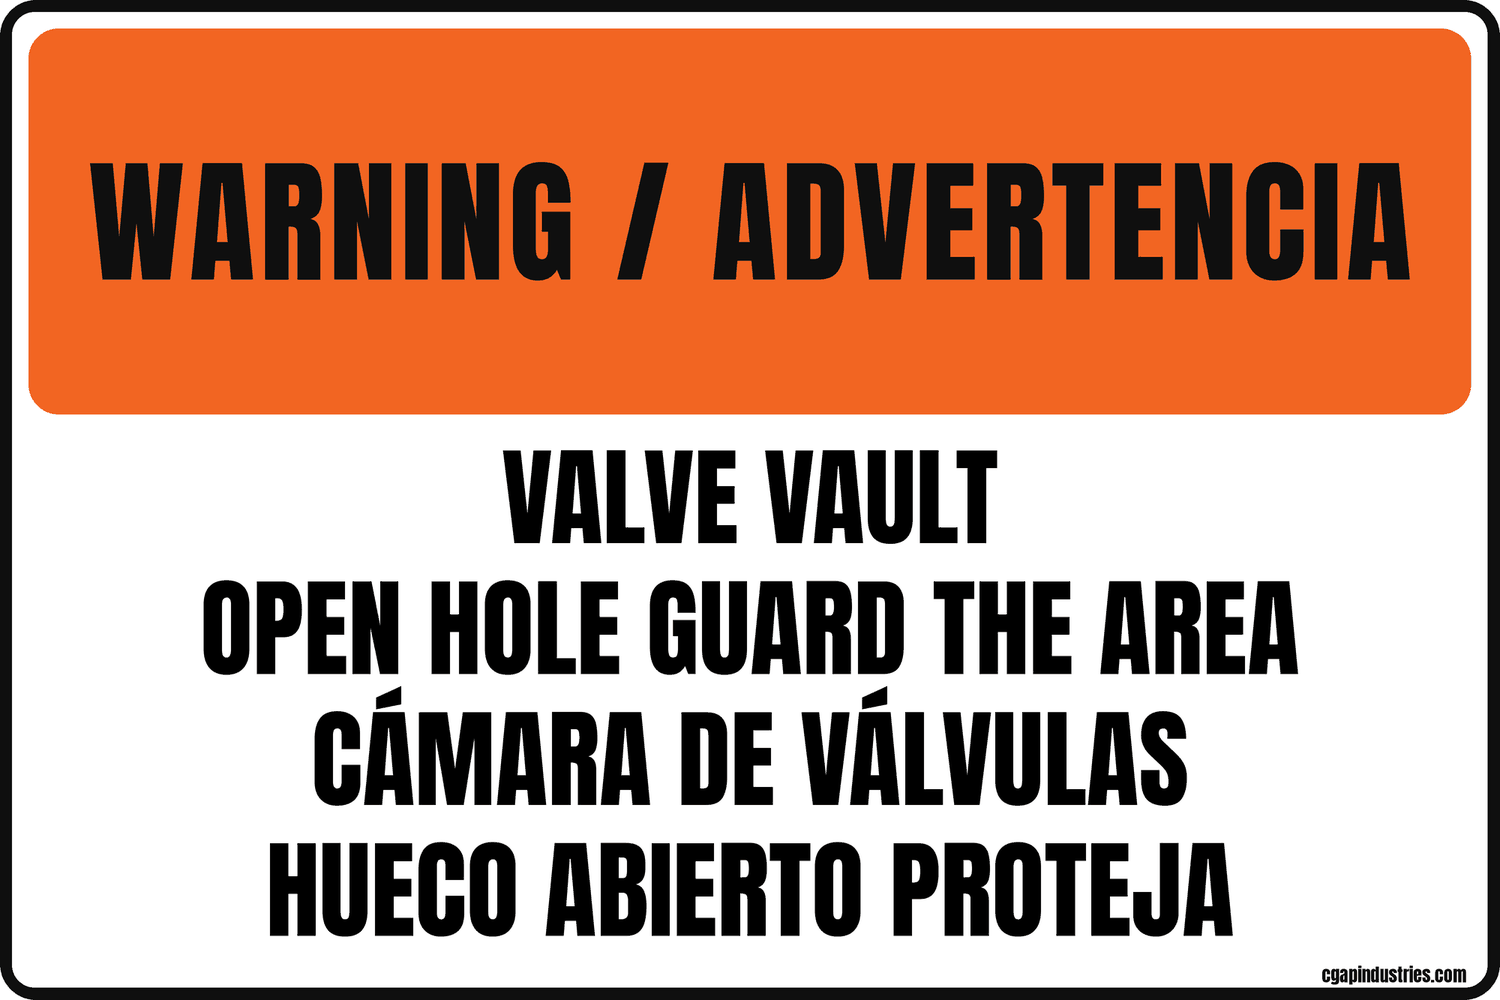 WARNING / ADVERTENCIA
VALVE VAULT
OPEN HOLE GUARD THE AREA
CÁMARA DE VÁLVULAS
HUECO ABIERTO PROTEJA
cgapindustries.com